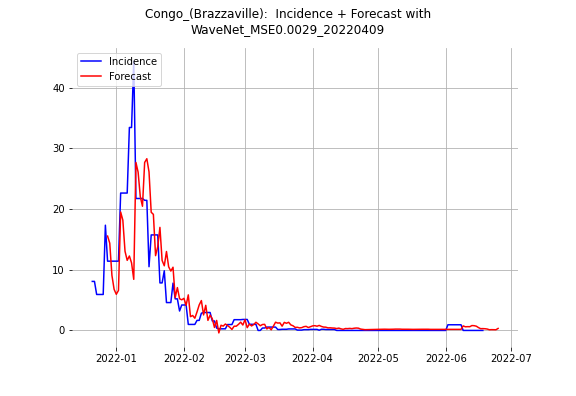 Congo_(Brazzaville):  Incidence + Forecast with
WaveNet_MSE0.0029_20220409
Incidence
Forecast
40
30
20
10
0
2022-01 2022-02 2022-03 2022-04 2022-05 2022-06 2022-07